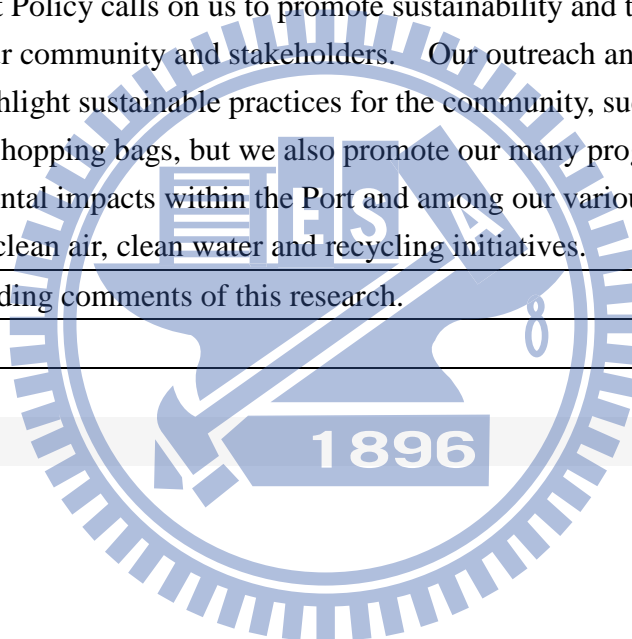 t Policy calls on us to promote sustainability and t
r community and stakeholders. Our outreach an
hlight sustainable practices for the community, su
hopping bags, but we also promote our many prog
ntal impacts within the Port and among our variou
clean air, clean water and recycling initiatives.
ding comments of this research.
E S A
8
1896